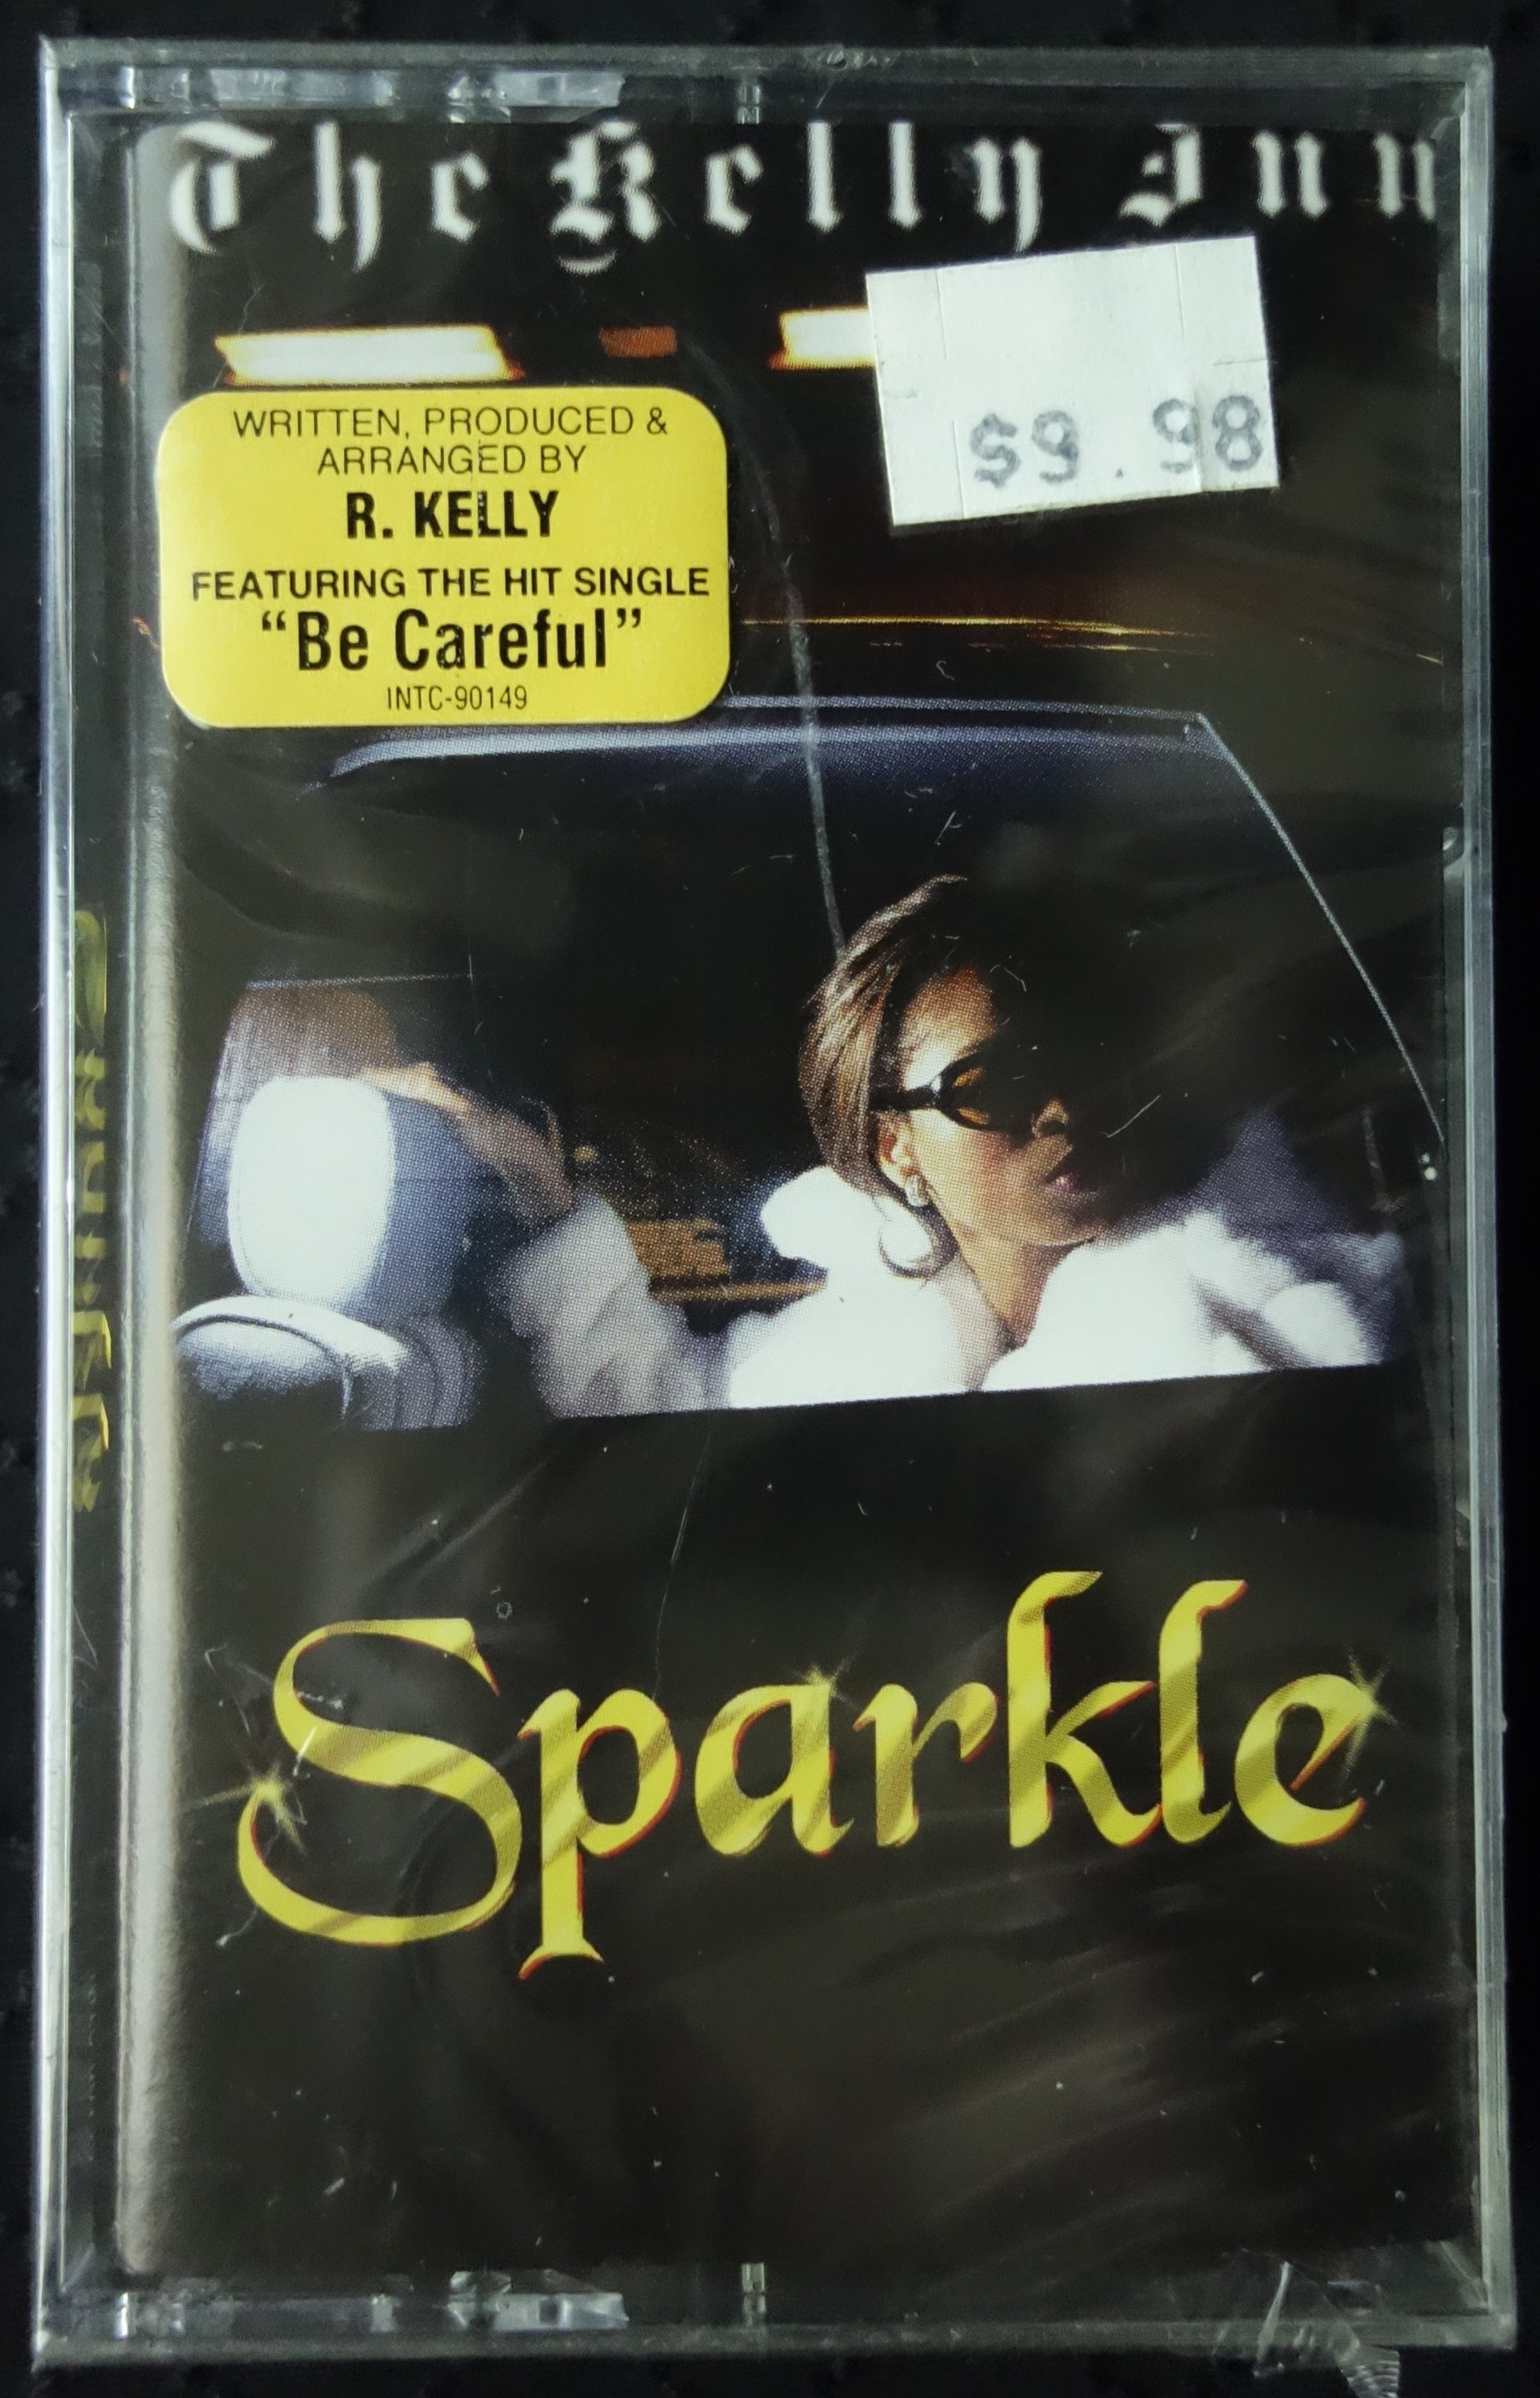 The Kelly Inn
$9.98
WRITTEN, PRODUCED &
ARRANGED BY
R. KELLY
FEATURING THE HIT SINGLE
“Be Careful”
INTC-90149
Sparkle